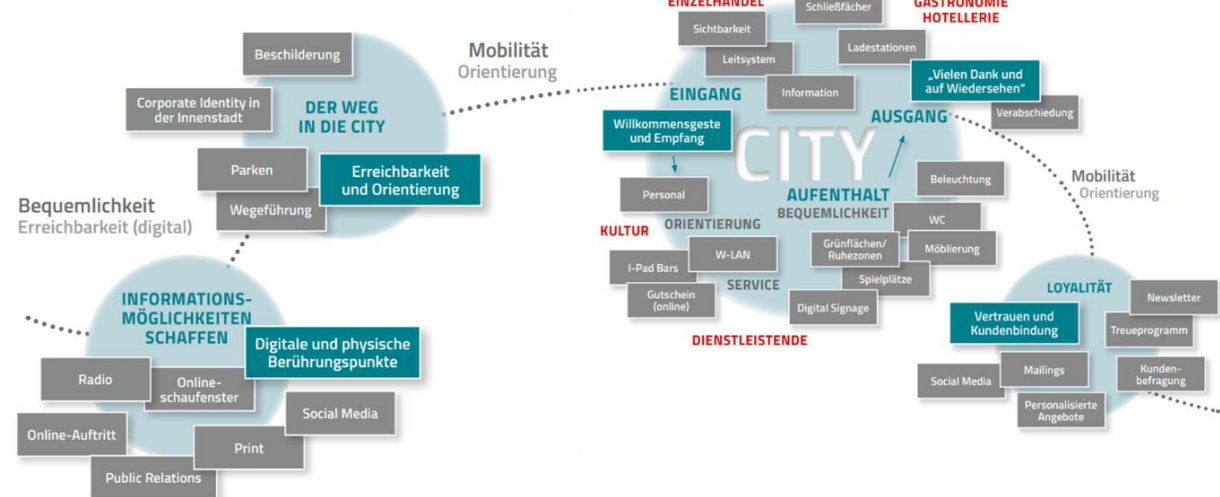 Beschilderung
Mobilität
Orientierung
Corporate Identity in
der Innenstadt
DER WEG
IN DIE CITY
Parken
Wegeführung
Erreichbarkeit
und Orientierung
Bequemlichkeit
Erreichbarkeit (digital)
INFORMATIONS-
MÖGLICHKEITEN
SCHAFFEN
Digitale und physische
Berührungspunkte
Radio
Online-
schaufenster
Social Media
Online-Auftritt
Print
Public Relations
EINZELHANDEL
Schließfächer
GASTRONOMIE
HOTELLERIE
Sichtbarkeit
Leitsystem
Ladestationen
Information
„Vielen Dank und
auf Wiedersehen“
EINGANG
AUSGANG
Verabschiedung
Willkommensgeste
und Empfang
CITY
Personal
AUFENTHALT
BEQUEMLICHKEIT
Beleuchtung
WC
KULTUR
ORIENTIERUNG
W-LAN
Grünflächen/
Ruhezonen
Möblierung
I-Pad Bars
Spielplätze
SERVICE
Gutschein
(online)
Digital Signage
DIENSTLEISTENDE
Mobilität
Orientierung
LOYALITÄT
Newsletter
Vertrauen und
Kundenbindung
Treueprogramm
Social Media
Mailings
Kunden-
befragung
Personalisierte
Angebote